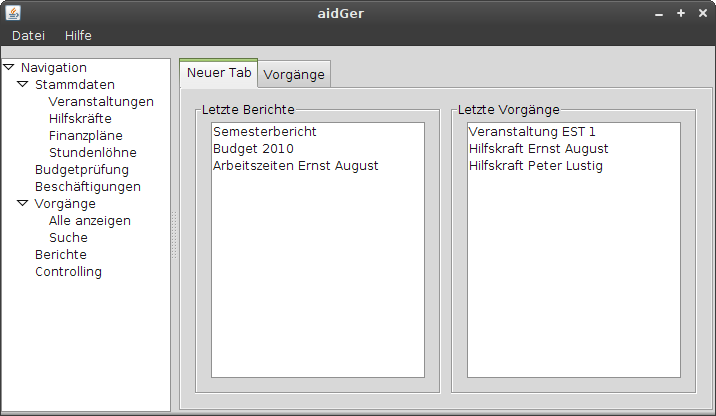 aidGer
Datei Hilfe
Navigation
Stammdaten
Veranstaltungen
Hilfskräfte
Finanzpläne
Stundenlöhne
Budgetprüfung
Beschäftigungen
Vorgänge
Alle anzeigen
Suche
Berichte
Controlling
Neuer Tab Vorgänge
Letzte Berichte
Semesterbericht
Budget 2010
Arbeitszeiten Ernst August
Letzte Vorgänge
Veranstaltung EST 1
Hilfskraft Ernst August
Hilfskraft Peter Lustig